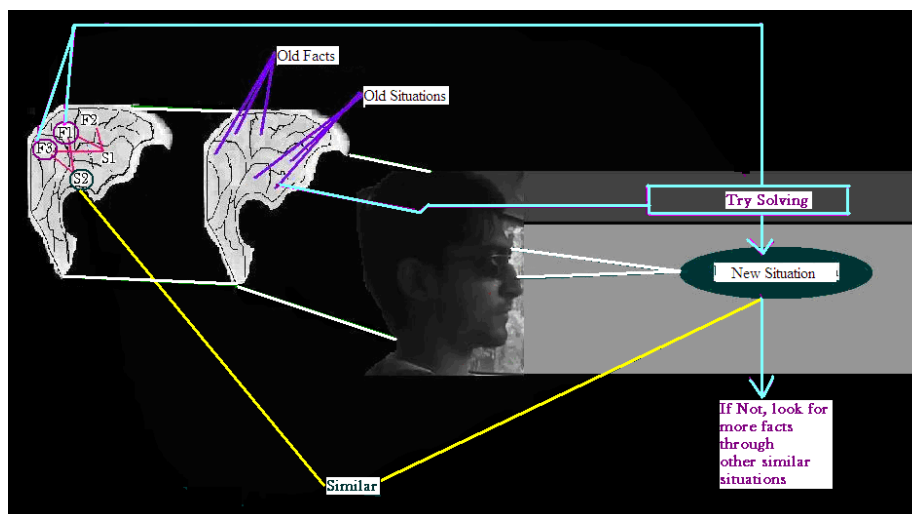 Old Facts
Old Situations
F2
F1
F3
S1
S2
Try Solving
New Situation
If Not, look for
more facts
through
other similar
situations
Similar